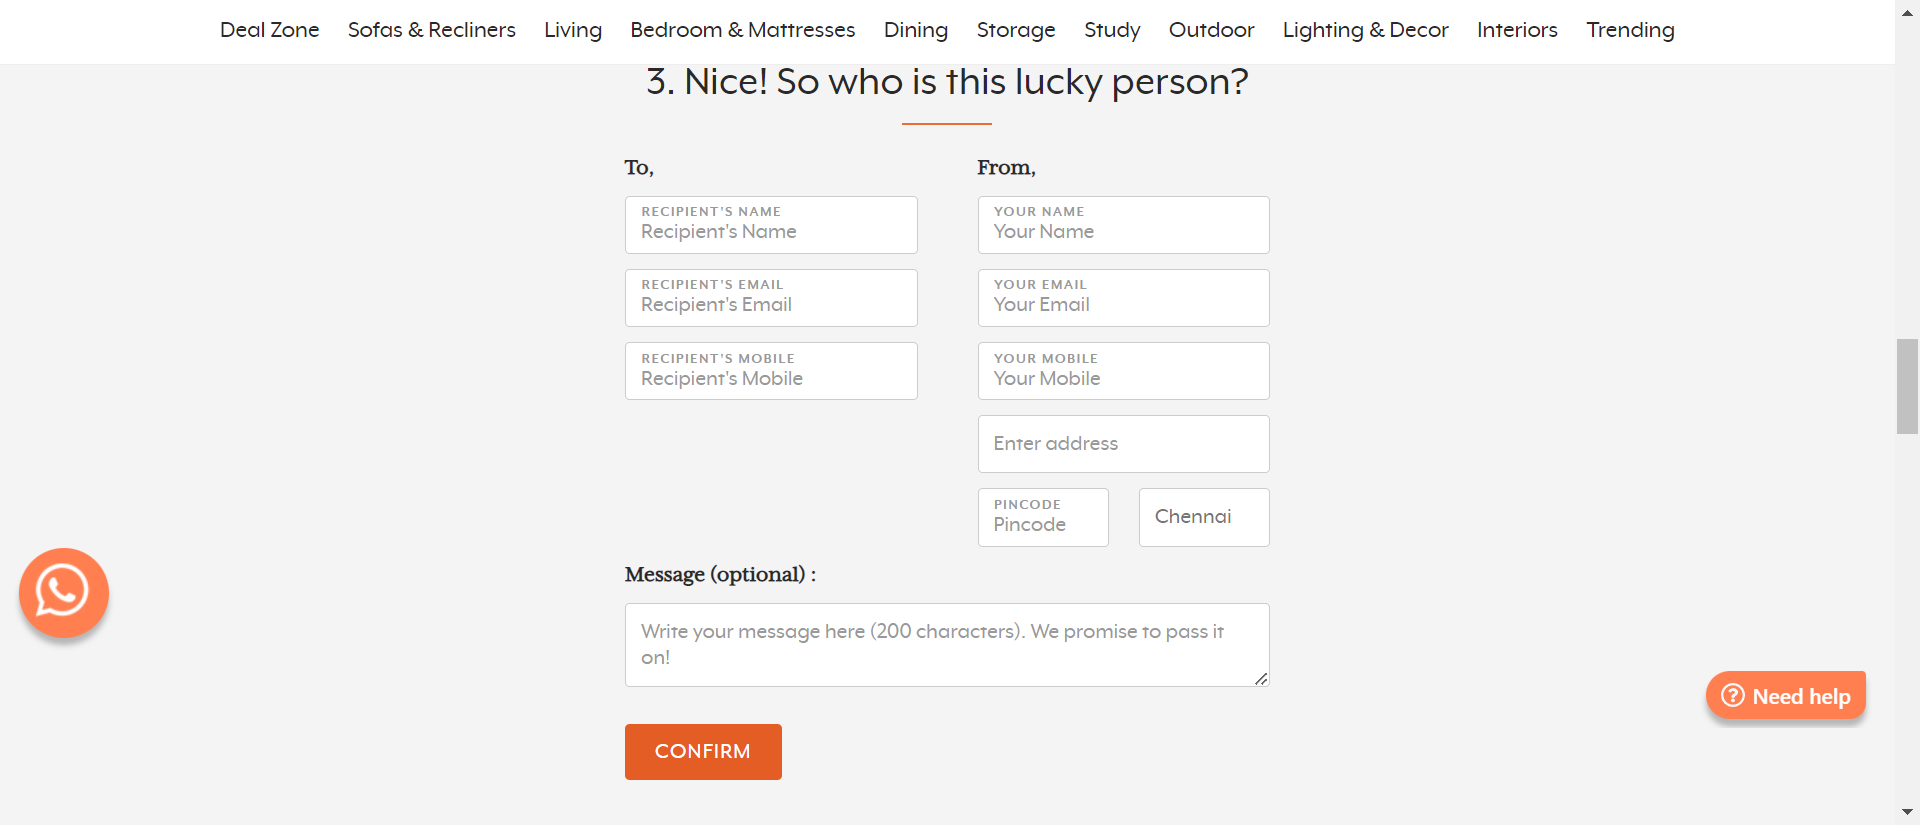 Deal Zone Sofas & Recliners Living Bedroom & Mattresses Dining Storage Study Outdoor Lighting & Decor Interiors Trending
3. Nice! So who is this lucky person?
To,
RECIPIENT'S NAME
Recipient's Name
RECIPIENT'S EMAIL
Recipient's Email
RECIPIENT'S MOBILE
Recipient's Mobile
From,
YOUR NAME
Your Name
YOUR EMAIL
Your Email
YOUR MOBILE
Your Mobile
Enter address
PINCODE
Pincode
Chennai
Message (optional) :
Write your message here (200 characters). We promise to pass it
on!
CONFIRM
Need help